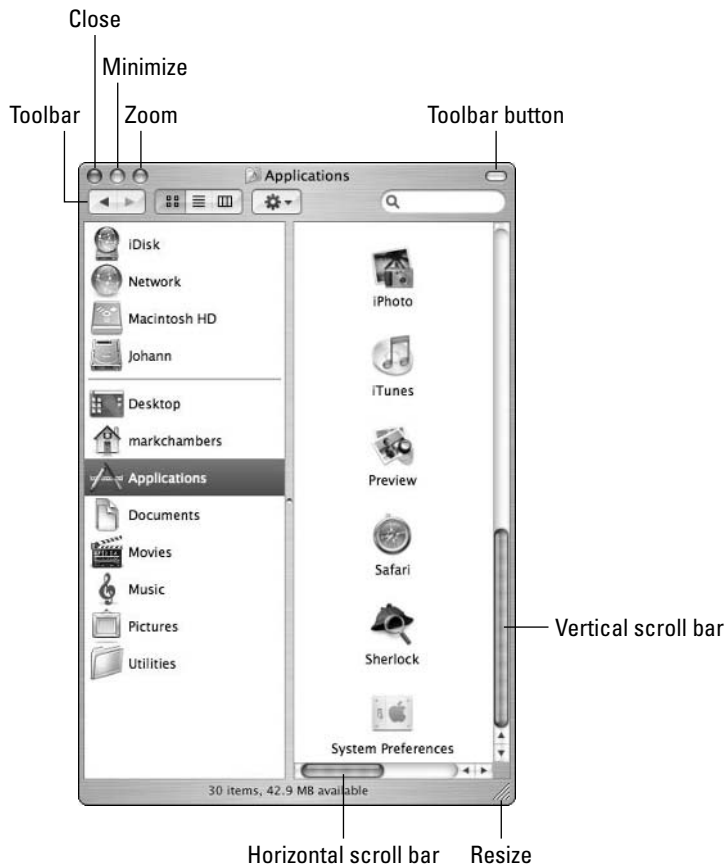 Close
Minimize
Toolbar Zoom Toolbar button
Applications
iDisk
Network
Macintosh HD
Johann
Desktop
markchambers
Applications
Documents
Movies
Music
Pictures
Utilities
iPhoto
iTunes
Preview
Safari
Sherlock
System Preferences
Vertical scroll bar
30 items, 42.9 MB available
Horizontal scroll bar Resize